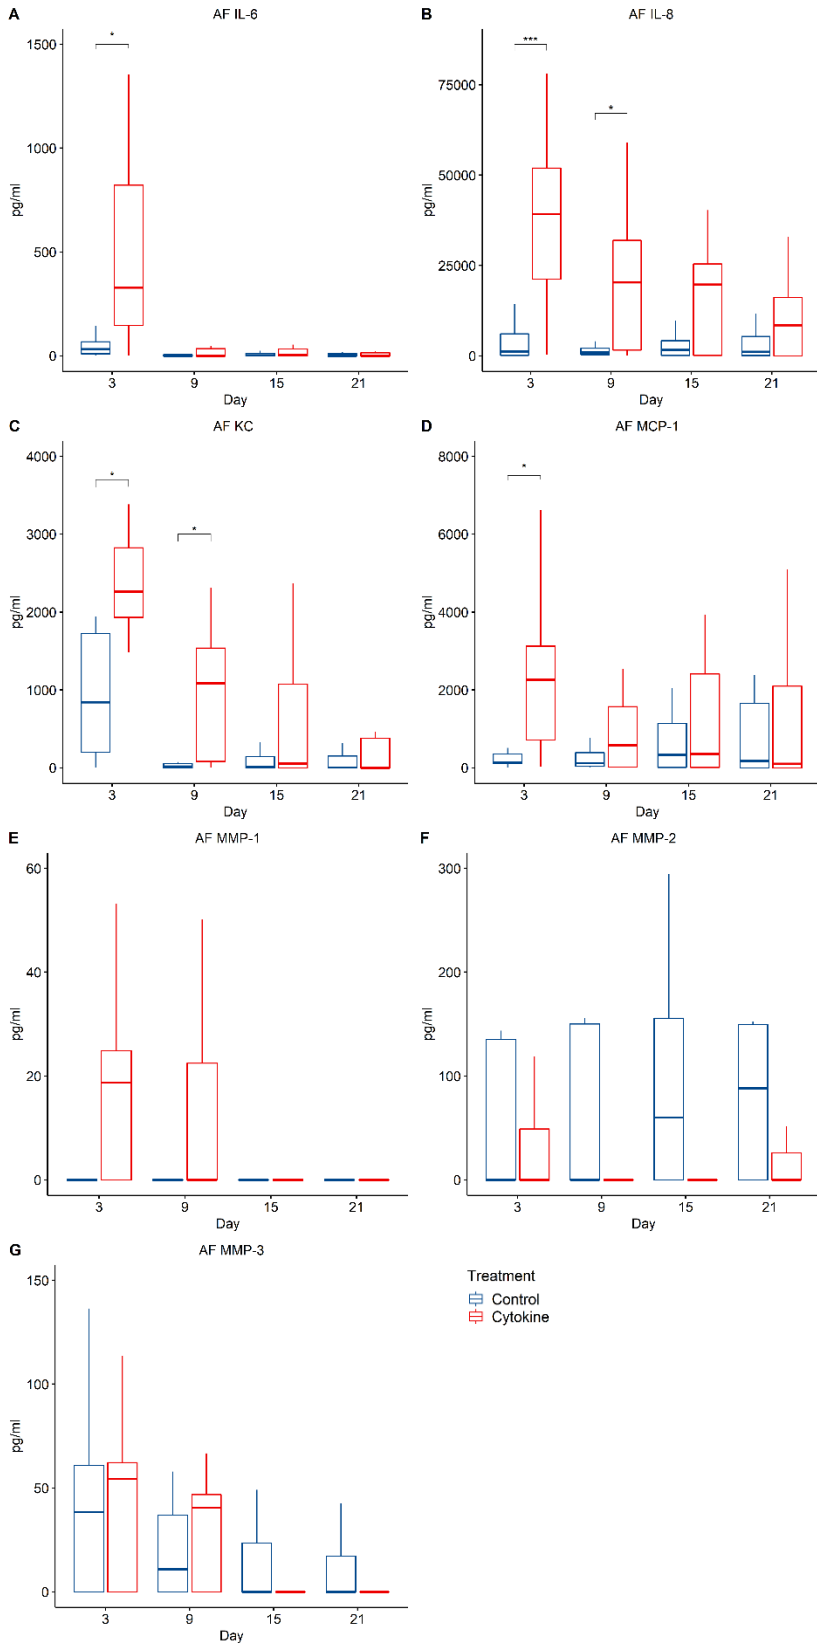 A
AF IL-6
*
1500
1000
500
0
pg/ml
3 9 15 21
Day
B
AF IL-8
***
*
75000
50000
25000
0
pg/ml
3 9 15 21
Day
C
AF KC
*
*
4000
3000
2000
1000
0
pg/ml
3 9 15 21
Day
D
AF MCP-1
*
8000
6000
4000
2000
0
pg/ml
3 9 15 21
Day
E
AF MMP-1
60
40
20
0
pg/ml
3 9 15 21
Day
F
AF MMP-2
300
200
100
0
pg/ml
3 9 15 21
Day
G
AF MMP-3
150
100
50
0
pg/ml
3 9 15 21
Day
Treatment
Control
Cytokine